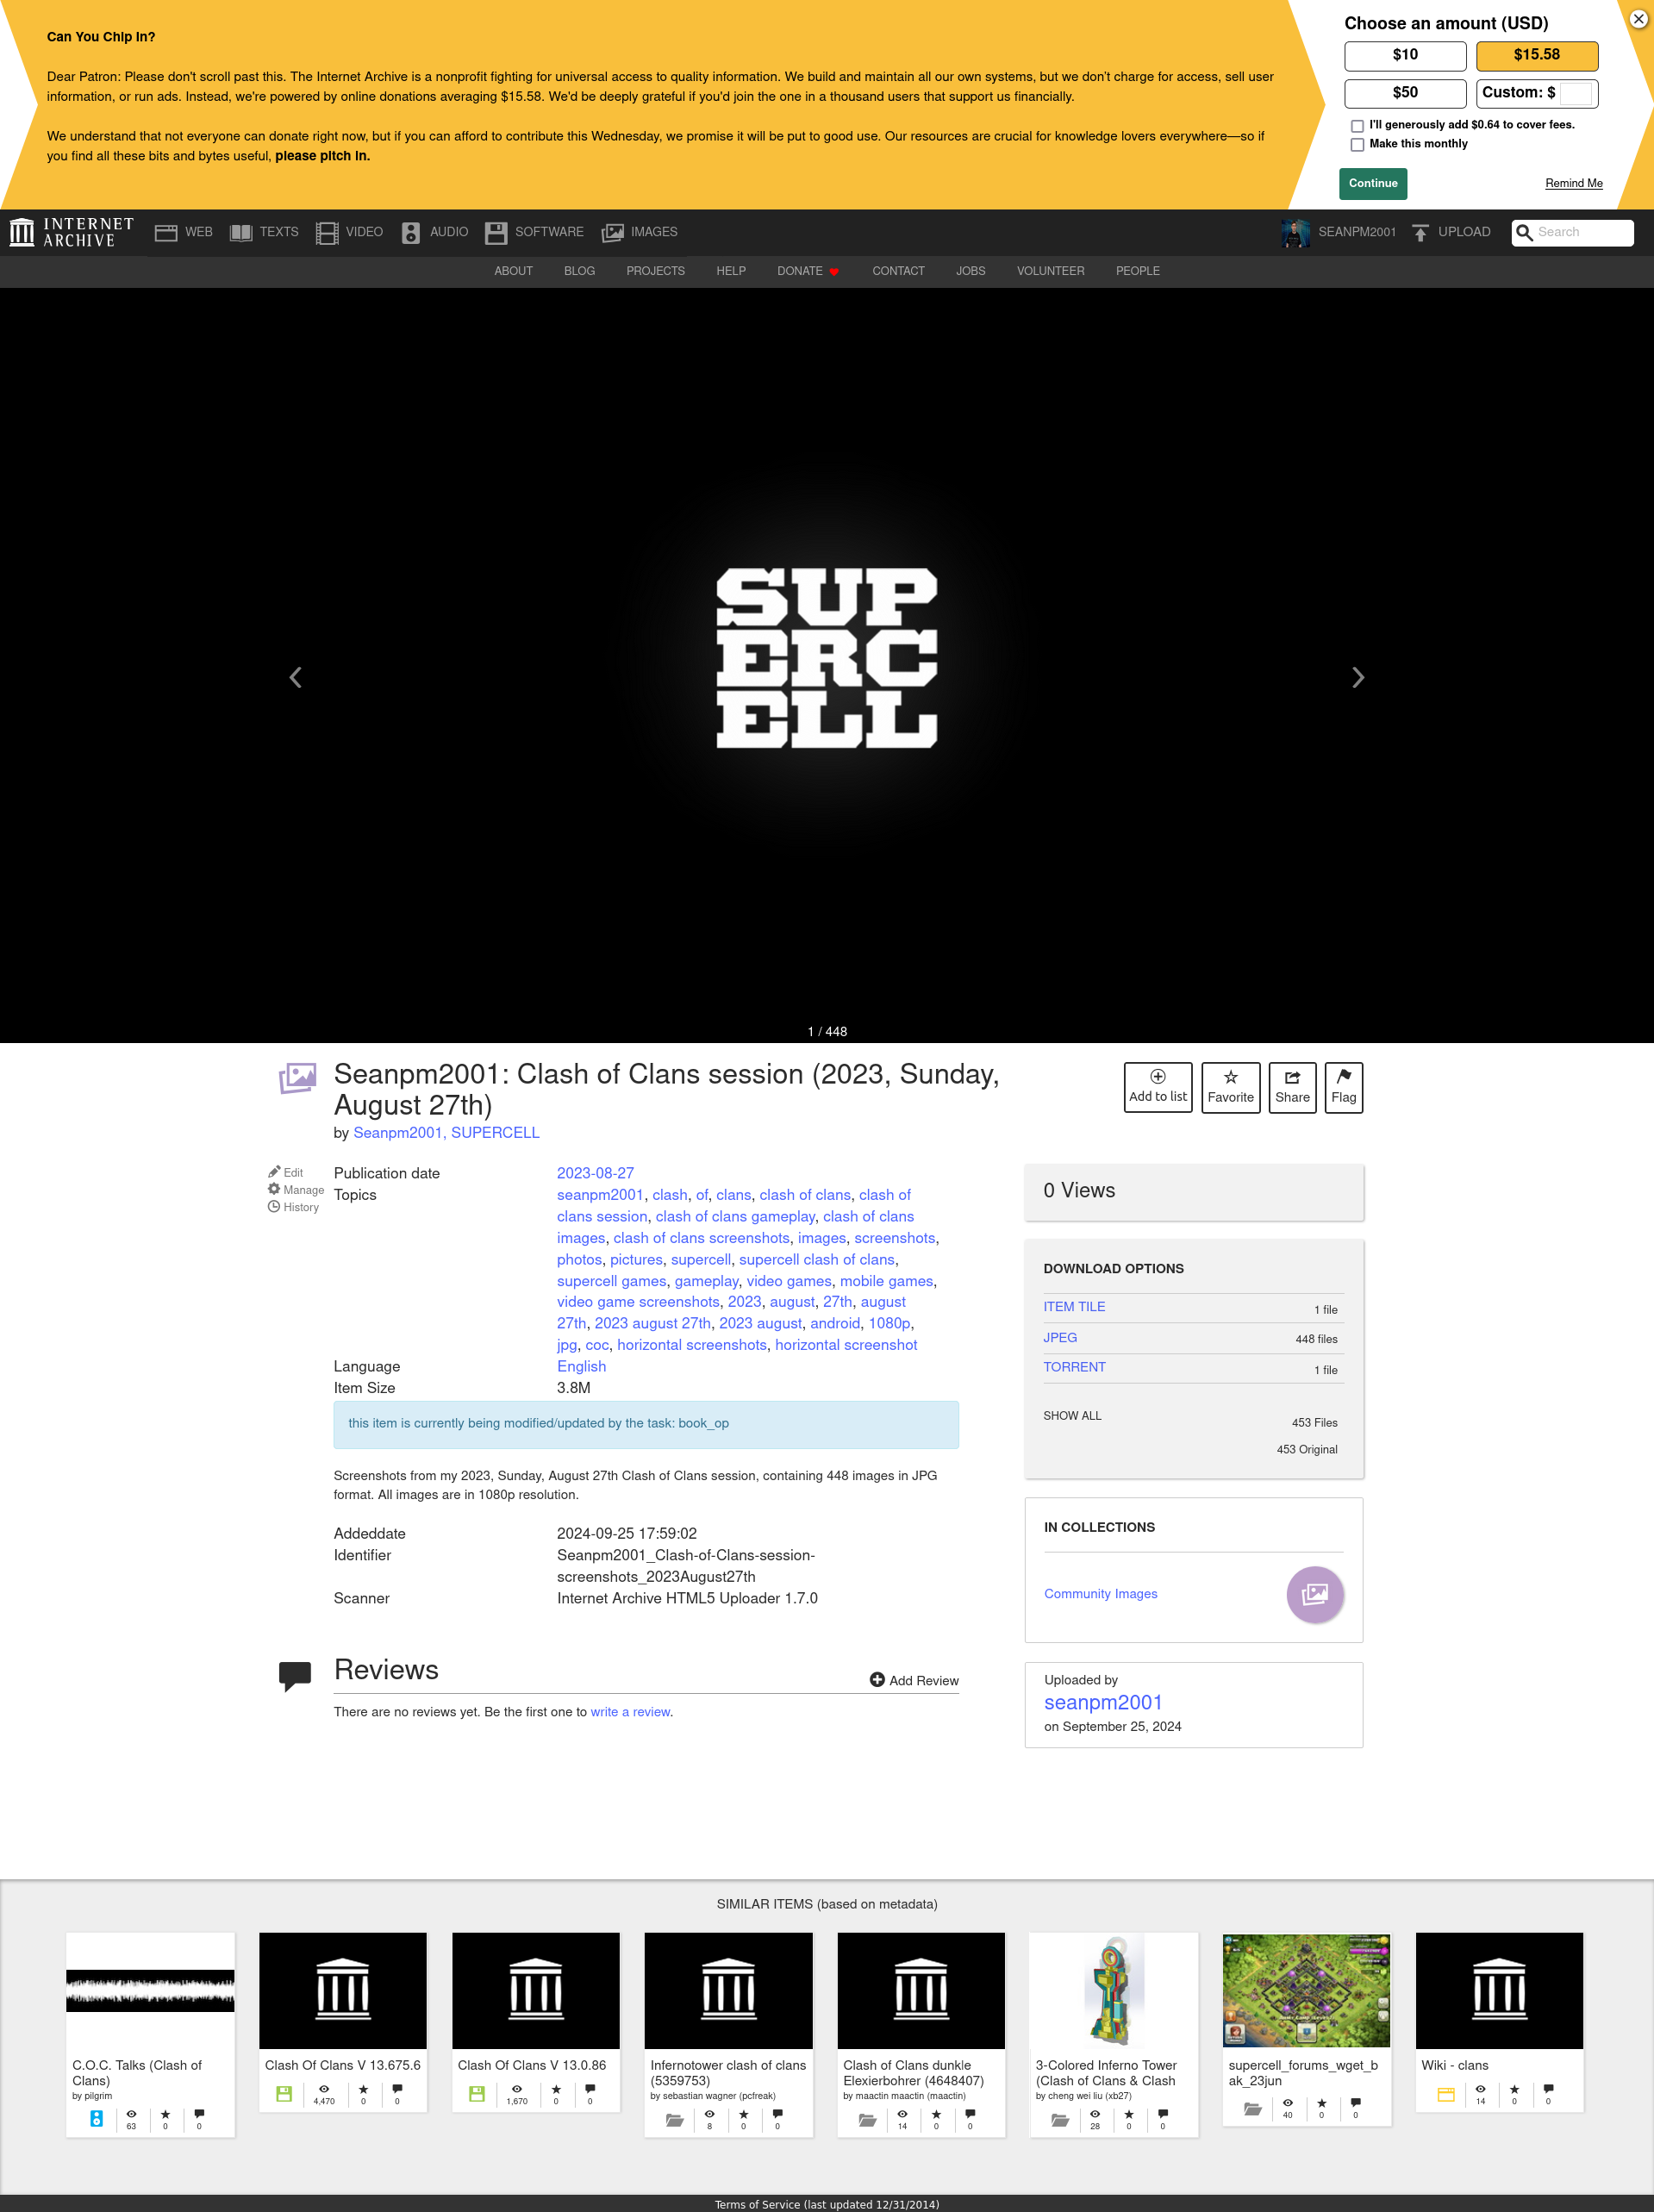 Can You Chip In?
Dear Patron: Please don't scroll past this. The Internet Archive is a nonprofit fighting for universal access to quality information. We build and maintain all our own systems, but we don't charge for access, sell user
information, or run ads. Instead, we're powered by online donations averaging $15.58. We'd be deeply grateful if you'd join the one in a thousand users that support us financially.
We understand that not everyone can donate right now, but if you can afford to contribute this Wednesday, we promise it will be put to good use. Our resources are crucial for knowledge lovers everywhere—so if
you find all these bits and bytes useful, please pitch in.
Choose an amount (USD)
$10 $15.58
$50 Custom: $
I'll generously add $0.64 to cover fees.
Make this monthly
Continue Remind Me
INTERNET ARCHIVE WEB TEXTS VIDEO AUDIO SOFTWARE IMAGES SEANPM2001 UPLOAD Search
ABOUT BLOG PROJECTS HELP DONATE CONTACT JOBS VOLUNTEER PEOPLE
SUP
ERC
ELL
1 / 448
Seanpm2001: Clash of Clans session (2023, Sunday,
August 27th)
by Seanpm2001, SUPERCELL
Add to list Favorite Share Flag
Edit
Manage
History
Publication date 2023-08-27
Topics seanpm2001, clash, of, clans, clash of clans, clash of
clans session, clash of clans gameplay, clash of clans
images, clash of clans screenshots, images, screenshots,
photos, pictures, supercell, supercell clash of clans,
supercell games, gameplay, video games, mobile games,
video game screenshots, 2023, august, 27th, august
27th, 2023 august 27th, 2023 august, android, 1080p,
jpg, coc, horizontal screenshots, horizontal screenshot
Language English
Item Size 3.8M
this item is currently being modified/updated by the task: book_op
Screenshots from my 2023, Sunday, August 27th Clash of Clans session, containing 448 images in JPG
format. All images are in 1080p resolution.
Addeddate 2024-09-25 17:59:02
Identifier Seanpm2001_Clash-of-Clans-session-
screenshots_2023August27th
Scanner Internet Archive HTML5 Uploader 1.7.0
Reviews
Add Review
There are no reviews yet. Be the first one to write a review.
0 Views
DOWNLOAD OPTIONS
ITEM TILE 1 file
JPEG 448 files
TORRENT 1 file
SHOW ALL 453 Files
453 Original
IN COLLECTIONS
Community Images
Uploaded by
seanpm2001
on September 25, 2024
SIMILAR ITEMS (based on metadata)
C.O.C. Talks (Clash of
Clans)
by pilgrim
63 0 0
Clash Of Clans V 13.675.6
4,470 0 0
Clash Of Clans V 13.0.86
1,670 0 0
Infernotower clash of clans
(5359753)
by sebastian wagner (pcfreak)
8 0 0
Clash of Clans dunkle
Elexierbohrer (4648407)
by maactin maactin (maactin)
14 0 0
3-Colored Inferno Tower
(Clash of Clans & Clash
by cheng wei liu (xb27)
28 0 0
supercell_forums_wget_b
ak_23jun
40 0 0
Wiki - clans
14 0 0
Terms of Service (last updated 12/31/2014)